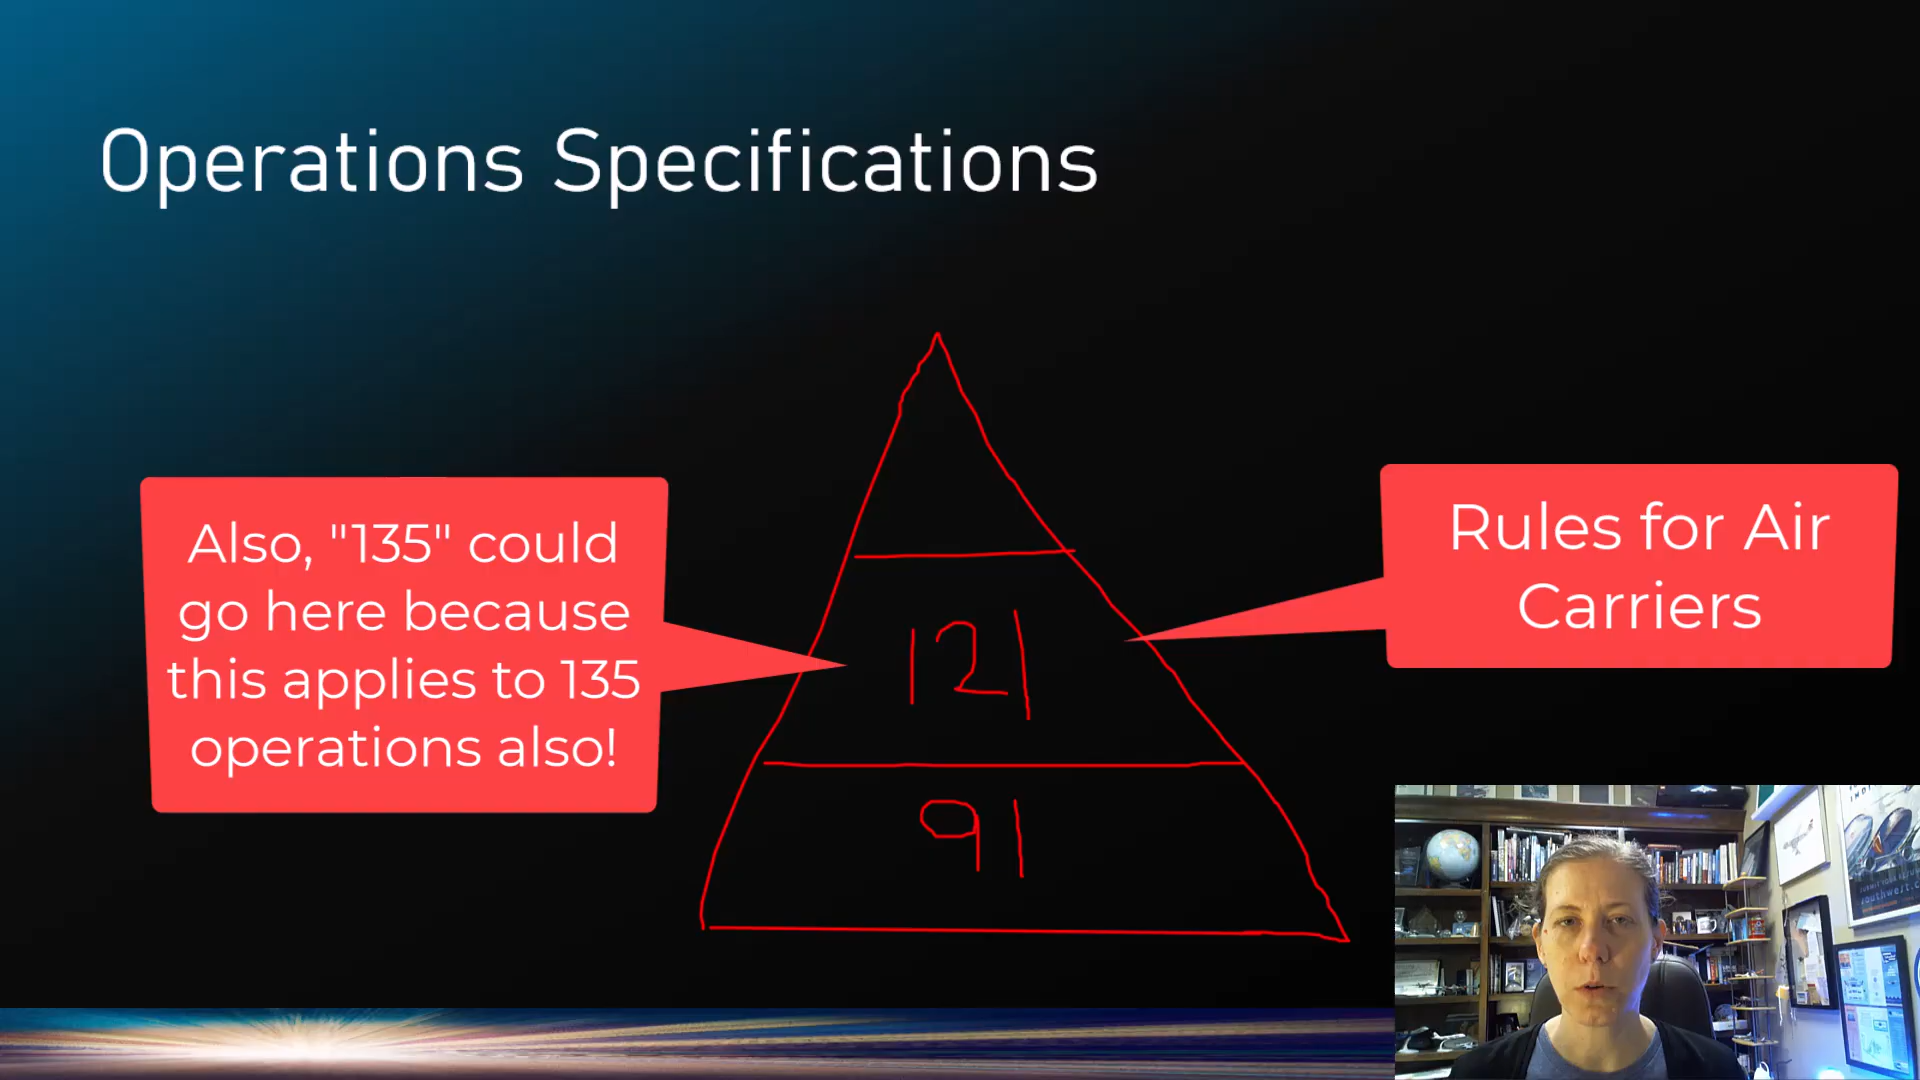 Operations Specifications
Also, "135" could
go here because
this applies to 135
operations also!
Rules for Air
Carriers
121
91